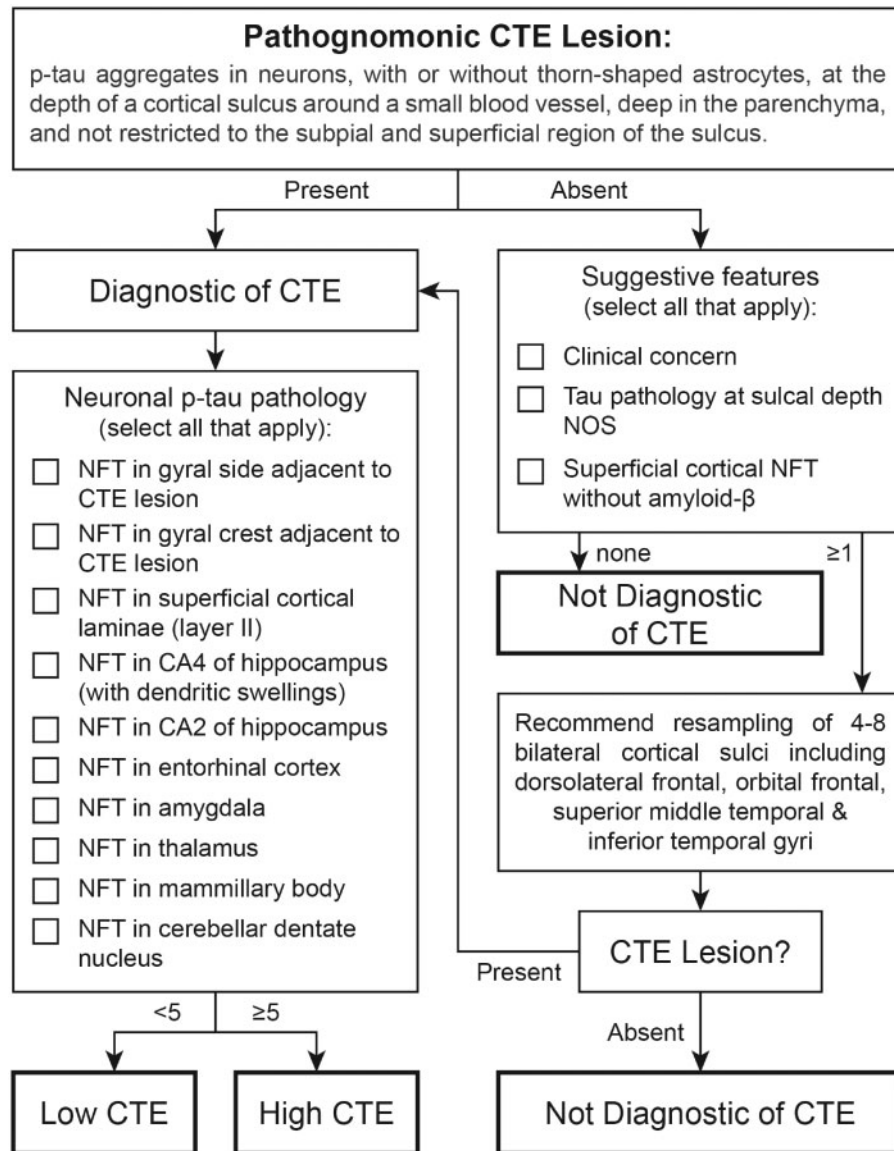 Pathognomonic CTE Lesion:
p-tau aggregates in neurons, with or without thorn-shaped astrocytes, at the
depth of a cortical sulcus around a small blood vessel, deep in the parenchyma,
and not restricted to the subpial and superficial region of the sulcus.
Present
Absent
Diagnostic of CTE
Neuronal p-tau pathology
(select all that apply):
NFT in gyral side adjacent to
CTE lesion
NFT in gyral crest adjacent to
CTE lesion
NFT in superficial cortical
laminae (layer II)
NFT in CA4 of hippocampus
(with dendritic swellings)
NFT in CA2 of hippocampus
NFT in entorhinal cortex
NFT in amygdala
NFT in thalamus
NFT in mammillary body
NFT in cerebellar dentate
nucleus
<5
≥5
Low CTE
High CTE
Suggestive features
(select all that apply):
Clinical concern
Tau pathology at sulcal depth
NOS
Superficial cortical NFT
without amyloid-β
none
≥1
Not Diagnostic
of CTE
Recommend resampling of 4-8
bilateral cortical sulci including
dorsolateral frontal, orbital frontal,
superior middle temporal &
inferior temporal gyri
CTE Lesion?
Present
Absent
Not Diagnostic of CTE